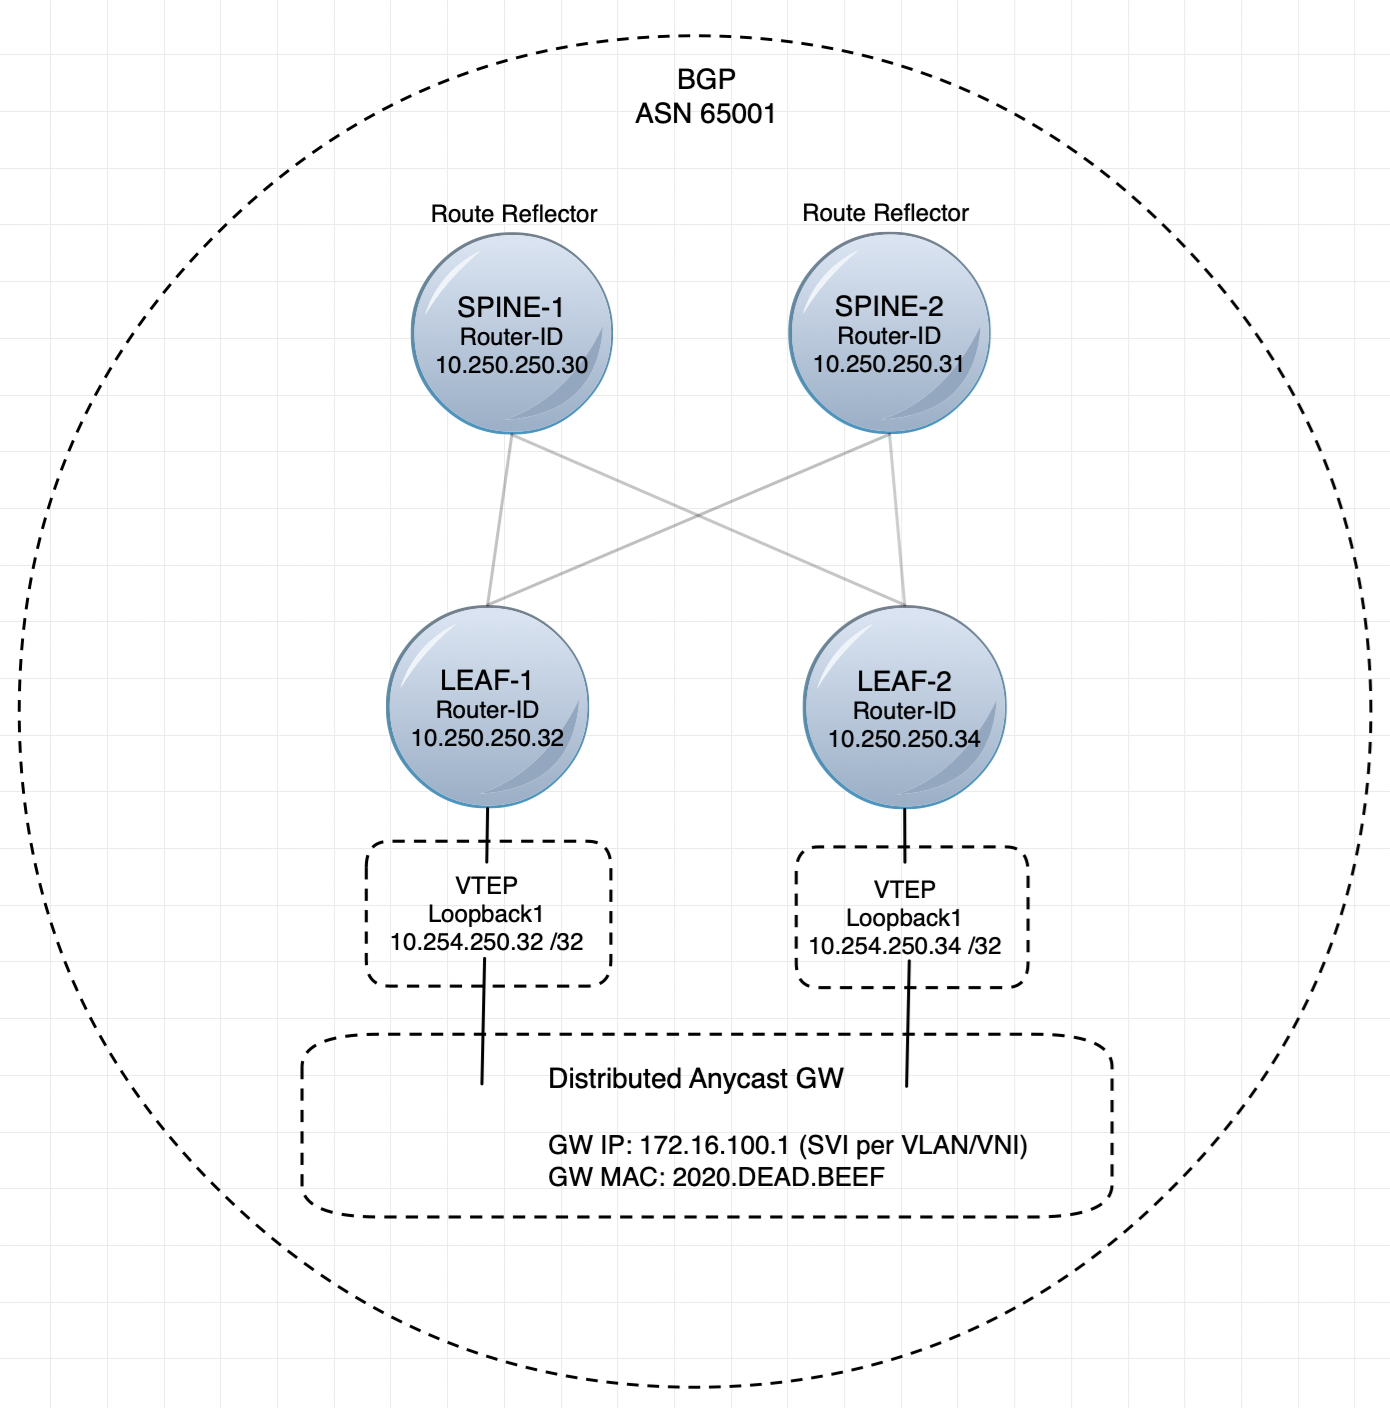 BGP
ASN 65001
Route Reflector
Route Reflector
SPINE-1
Router-ID
10.250.250.30
SPINE-2
Router-ID
10.250.250.31
LEAF-1
Router-ID
10.250.250.32
LEAF-2
Router-ID
10.250.250.34
VTEP
Loopback1
10.254.250.32 /32
VTEP
Loopback1
10.254.250.34 /32
Distributed Anycast GW
GW IP: 172.16.100.1 (SVI per VLAN/VNI)
GW MAC: 2020.DEAD.BEEF